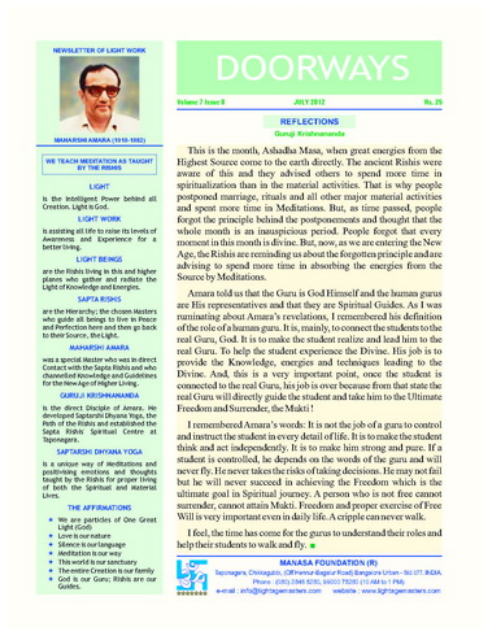 NEWSLETTER OF LIGHT WORK
MAHARSHI AMARA (1919-1982)
WE TEACH MEDITATION AS TAUGHT
BY THE RISHIS
LIGHT
is the Intelligent Power behind all
Creation. Light is God.
LIGHT WORK
is assisting all life to raise its levels of
Awareness and Experience for a
better living.
LIGHT BEINGS
are the Rishis living in this and higher
planes who gather and radiate the
Light of Knowledge and Energies.
SAPTA RISHIS
are the Hierarchy; the chosen Masters
who guide all beings to live in Peace
and Perfection here and then go back
to their Source, the Light.
MAHARSHI AMARA
was a special Master who was in direct
Contact with the Sapta Rishis and who
channelled Knowledge and Guidelines
for the New Age of Higher Living.
GURUJI KRISHNANANDA
is the direct Disciple of Amara. He
developed Saptarshi Dhyana Yoga, the
Path of the Rishis and established the
Sapta Rishis' Spiritual Centre at
Taponagara.
SAPTARSHI DHYANA YOGA
is a unique way of Meditations and
positivising emotions and thoughts
taught by the Rishis for proper living
of both the Spiritual and Material
Lives.
THE AFFIRMATIONS
We are particles of One Great
Light (God)
Love is our nature
Silence is our language
Meditation is our way
This world is our sanctuary
The entire Creation is our family
God is our Guru; Rishis are our
Guides.
DOORWAYS
Volume 7 Issue 8 JULY 2012 Rs. 25
REFLECTIONS
Guruji Krishnananda
This is the month, Ashadha Masa, when great energies from the
Highest Source come to the earth directly. The ancient Rishis were
aware of this and they advised others to spend more time in
spiritualization than in the material activities. That is why people
postponed marriage, rituals and all other major material activities
and spent more time in Meditations. But, as time passed, people
forgot the principle behind the postponements and thought that the
whole month is an inauspicious period. People forgot that every
moment in this month is divine. But, now, as we are entering the New
Age, the Rishis are reminding us about the forgotten principle and are
advising to spend more time in absorbing the energies from the
Source by Meditations.
Amara told us that the Guru is God Himself and the human gurus
are His representatives and that they are Spiritual Guides. As I was
ruminating about Amara's revelations, I remembered his definition
of the role of a human guru. It is, mainly, to connect the students to the
real Guru, God. It is to make the student realize and lead him to the
real Guru. To help the student experience the Divine. His job is to
provide the Knowledge, energies and techniques leading to the
Divine. And, this is a very important point, once the student is
connected to the real Guru, his job is over because from that state the
real Guru will directly guide the student and take him to the Ultimate
Freedom and Surrender, the Mukti !
I remembered Amara's words: It is not the job of a guru to control
and instruct the student in every detail of life. It is to make the student
think and act independently. It is to make him strong and pure. If a
student is controlled, he depends on the words of the guru and will
never fly. He never takes the risks of taking decisions. He may not fail
but he will never succeed in achieving the Freedom which is the
ultimate goal in Spiritual journey. A person who is not free cannot
surrender, cannot attain Mukti. Freedom and proper exercise of Free
Will is very important even in daily life. A cripple can never walk.
I feel, the time has come for the gurus to understand their roles and
help their students to walk and fly.
MANASA FOUNDATION (R)
Taponagara, Chikkagubbi, (Off Hennur-Bagalur Road) Bangalore Urban - 562 INDIA.
Phone : (080) (10 AM to 1 PM)
e-mail : info@lightagemasters.com website : www.lightagemasters.com